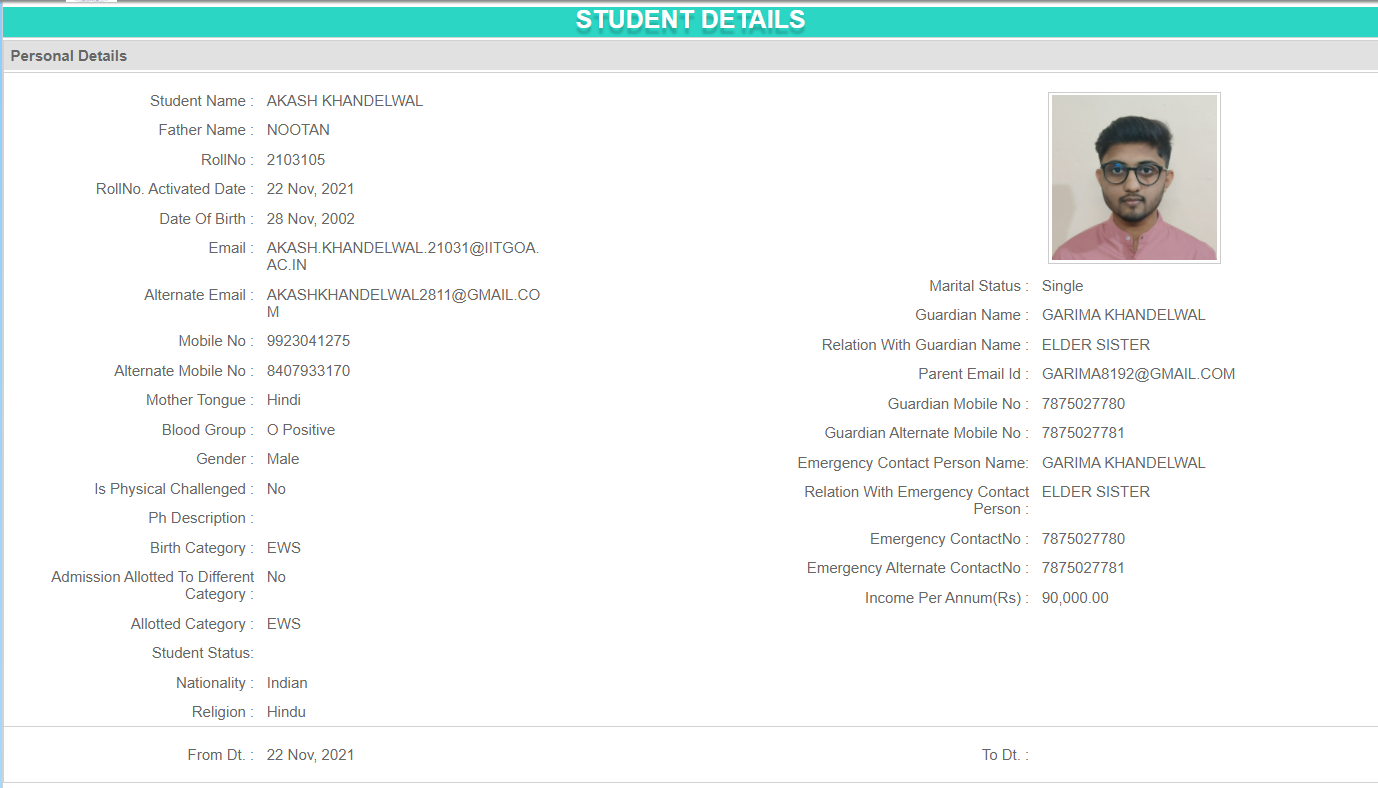 STUDENT DETAILS
Personal Details
Student Name : AKASH KHANDELWAL
Father Name : NOOTAN
RollNo : 2103105
RollNo. Activated Date : 22 Nov, 2021
Date Of Birth : 28 Nov, 2002
Email : AKASH.KHANDELWAL.21031@IITGOA.
AC.IN
Alternate Email : AKASHKHANDELWAL2811@GMAIL.CO
M
Mobile No : 9923041275
Alternate Mobile No : 8407933170
Mother Tongue : Hindi
Blood Group : O Positive
Gender : Male
Is Physical Challenged : No
Ph Description :
Birth Category : EWS
Admission Allotted To Different No
Category :
Allotted Category : EWS
Student Status:
Nationality : Indian
Religion : Hindu
Marital Status : Single
Guardian Name : GARIMA KHANDELWAL
Relation With Guardian Name : ELDER SISTER
Parent Email Id : GARIMA8192@GMAIL.COM
Guardian Mobile No : 7875027780
Guardian Alternate Mobile No : 7875027781
Emergency Contact Person Name: GARIMA KHANDELWAL
Relation With Emergency Contact ELDER SISTER
Person :
Emergency ContactNo : 7875027780
Emergency Alternate ContactNo : 7875027781
Income Per Annum(Rs) : 90,000.00
From Dt. : 22 Nov, 2021
To Dt. :